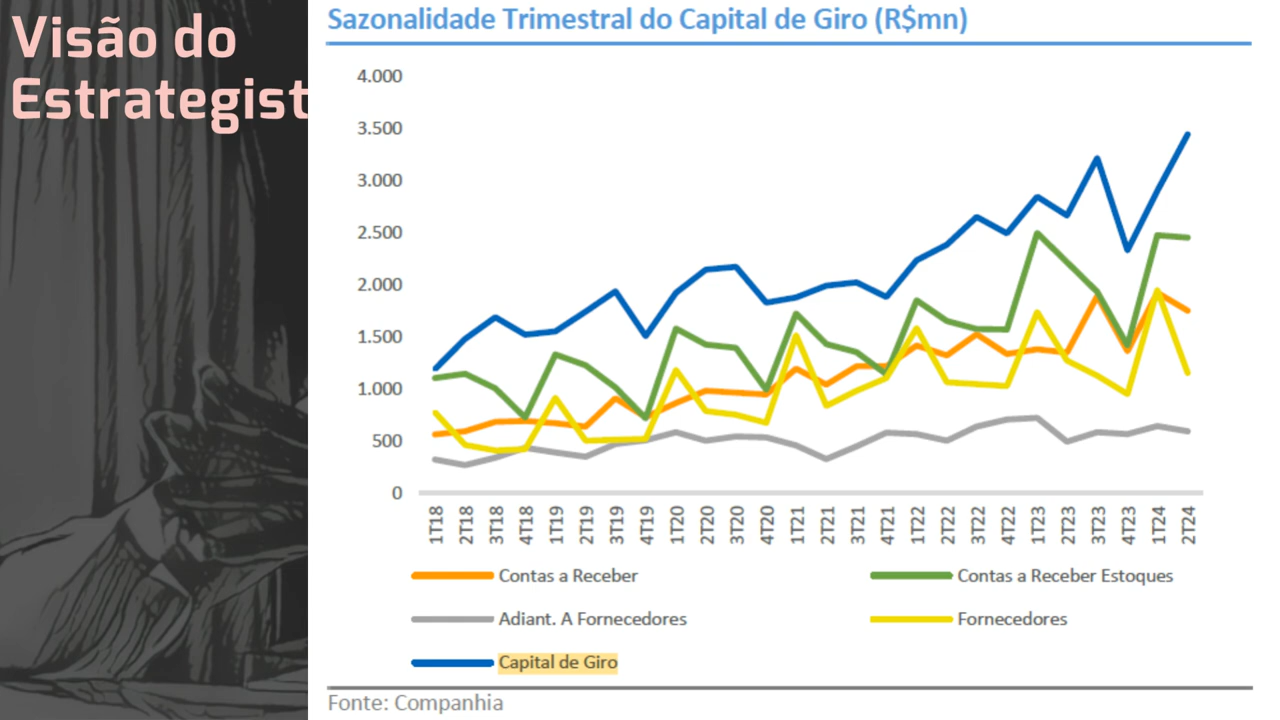 Visão do
Estrategist
Sazonalidade Trimestral do Capital de Giro (R$mn)
4.000
3.500
3.000
2.500
2.000
1.500
1.000
500
0
1T18 2T18 3T18 4T18 1T19 2T19 3T19 4T19 1T20 2T20 3T20 4T20 1T21 2T21 3T21 4T21 1T22 2T22 3T22 4T22 1T23 2T23 3T23 4T23 1T24 2T24
Contas a Receber
Contas a Receber Estoques
Adiant. A Fornecedores
Fornecedores
Capital de Giro
Fonte: Companhia